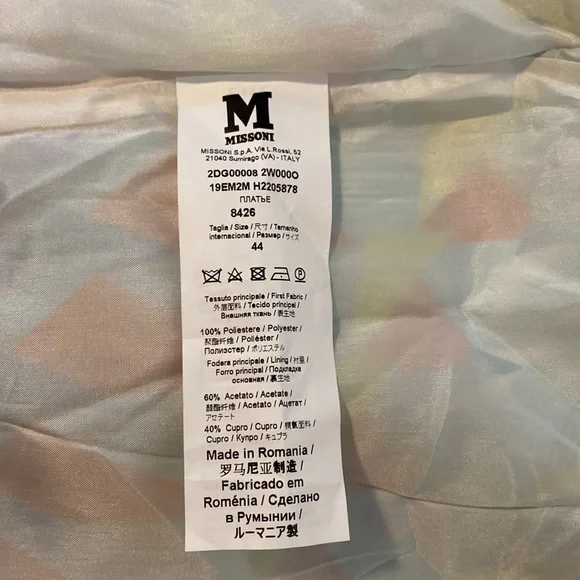 M
MISSONI
MISSONI S.p.A. Via L.Rossi, 52
21040 Sumirago (VA) - ITALY
2DG00008 2W000O
19EM2M H2205878
ПЛАТЬЕ
8426
Taglia / Size / 尺寸 / Tamanho
internacional / Размер / サイズ
44
Tessuto principale / First Fabric /
外层面料 / Tecido principal /
Внешняя ткань / 表生地
100% Poliestere / Polyester /
聚酯纤维 / Poliéster /
Полиэстер / ポリエステル
Fodera principale / Lining / 衬里 /
Forro principal / Подкладка
основная / 裏生地
60% Acetato / Acetate /
醋酯纤维 / Acetato / Ацетат /
アセテート
40% Cupro / Cupro / 铜氨面料 /
Cupro / Купро / キュプラ
Made in Romania /
罗马尼亚制造 /
Fabricado em
Roménia / Сделано
в Румынии /
ルーマニア製